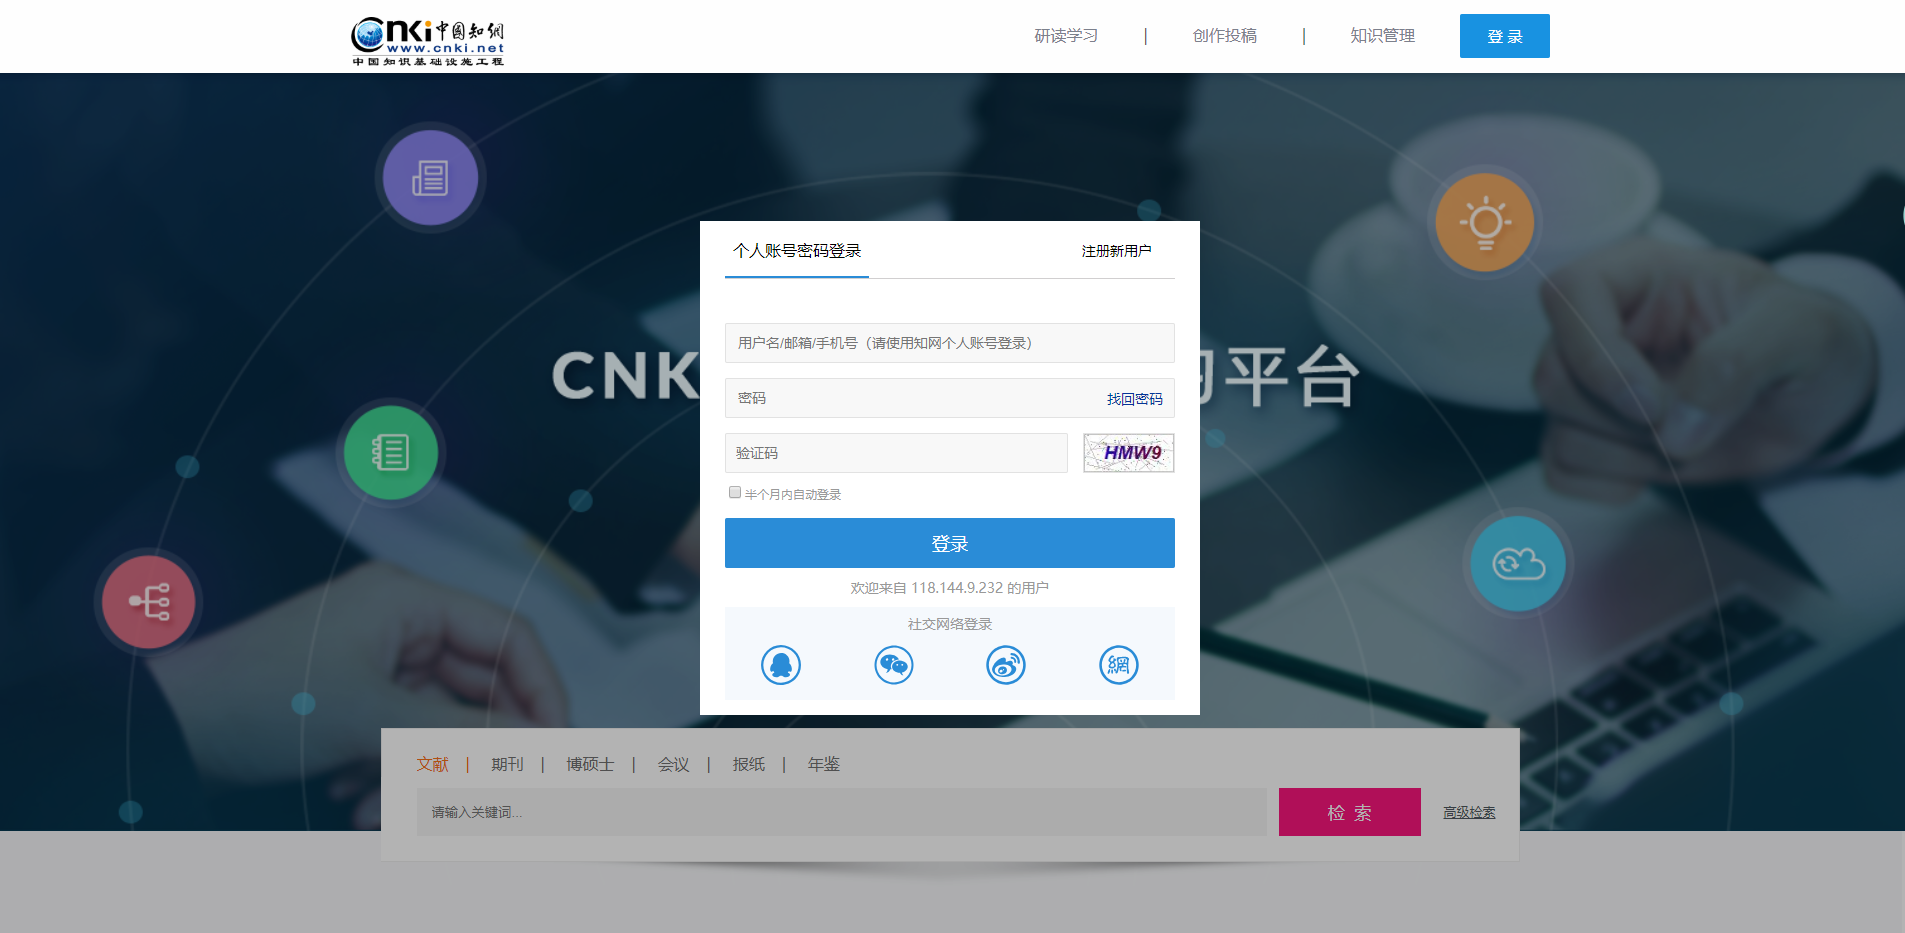 Cnki中国知網
www.cnki.net
中国知识基础设施工程
研读学习 | 创作投稿 | 知识管理 登 录
个人账号密码登录 注册新用户
用户名/邮箱/手机号（请使用知网个人账号登录）
CNK 习平台
密码 找回密码
验证码 HMW9
半个月内自动登录
登录
欢迎来自 118.144.9.232 的用户
社交网络登录
網
文献 | 期刊 | 博硕士 | 会议 | 报纸 | 年鉴
请输入关键词... 检 索 高级检索